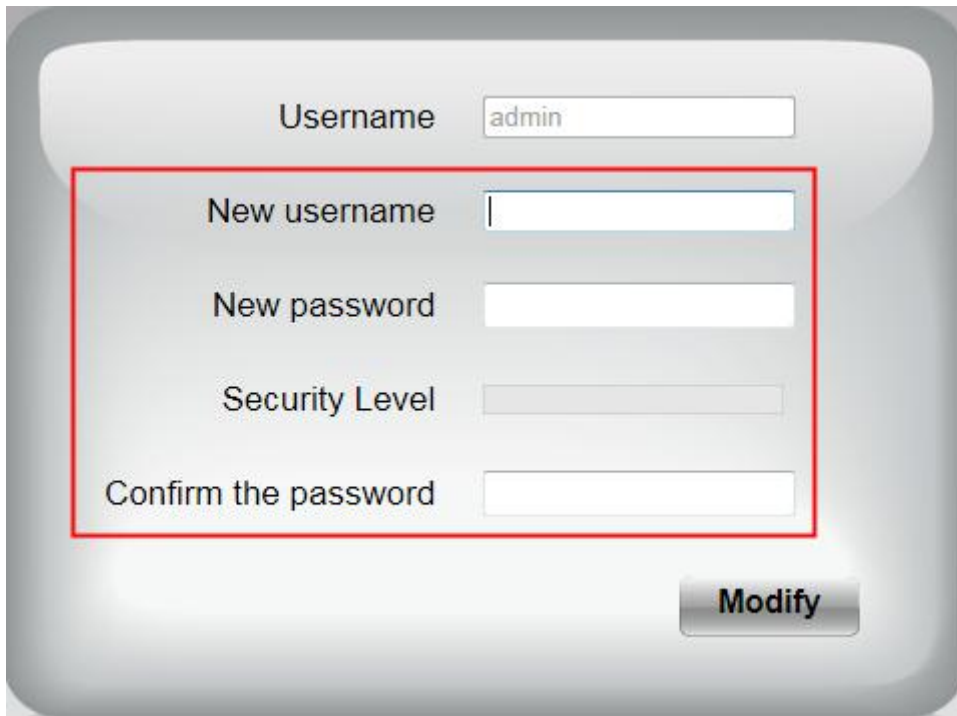 Username admin
New username
New password
Security Level
Confirm the password
Modify